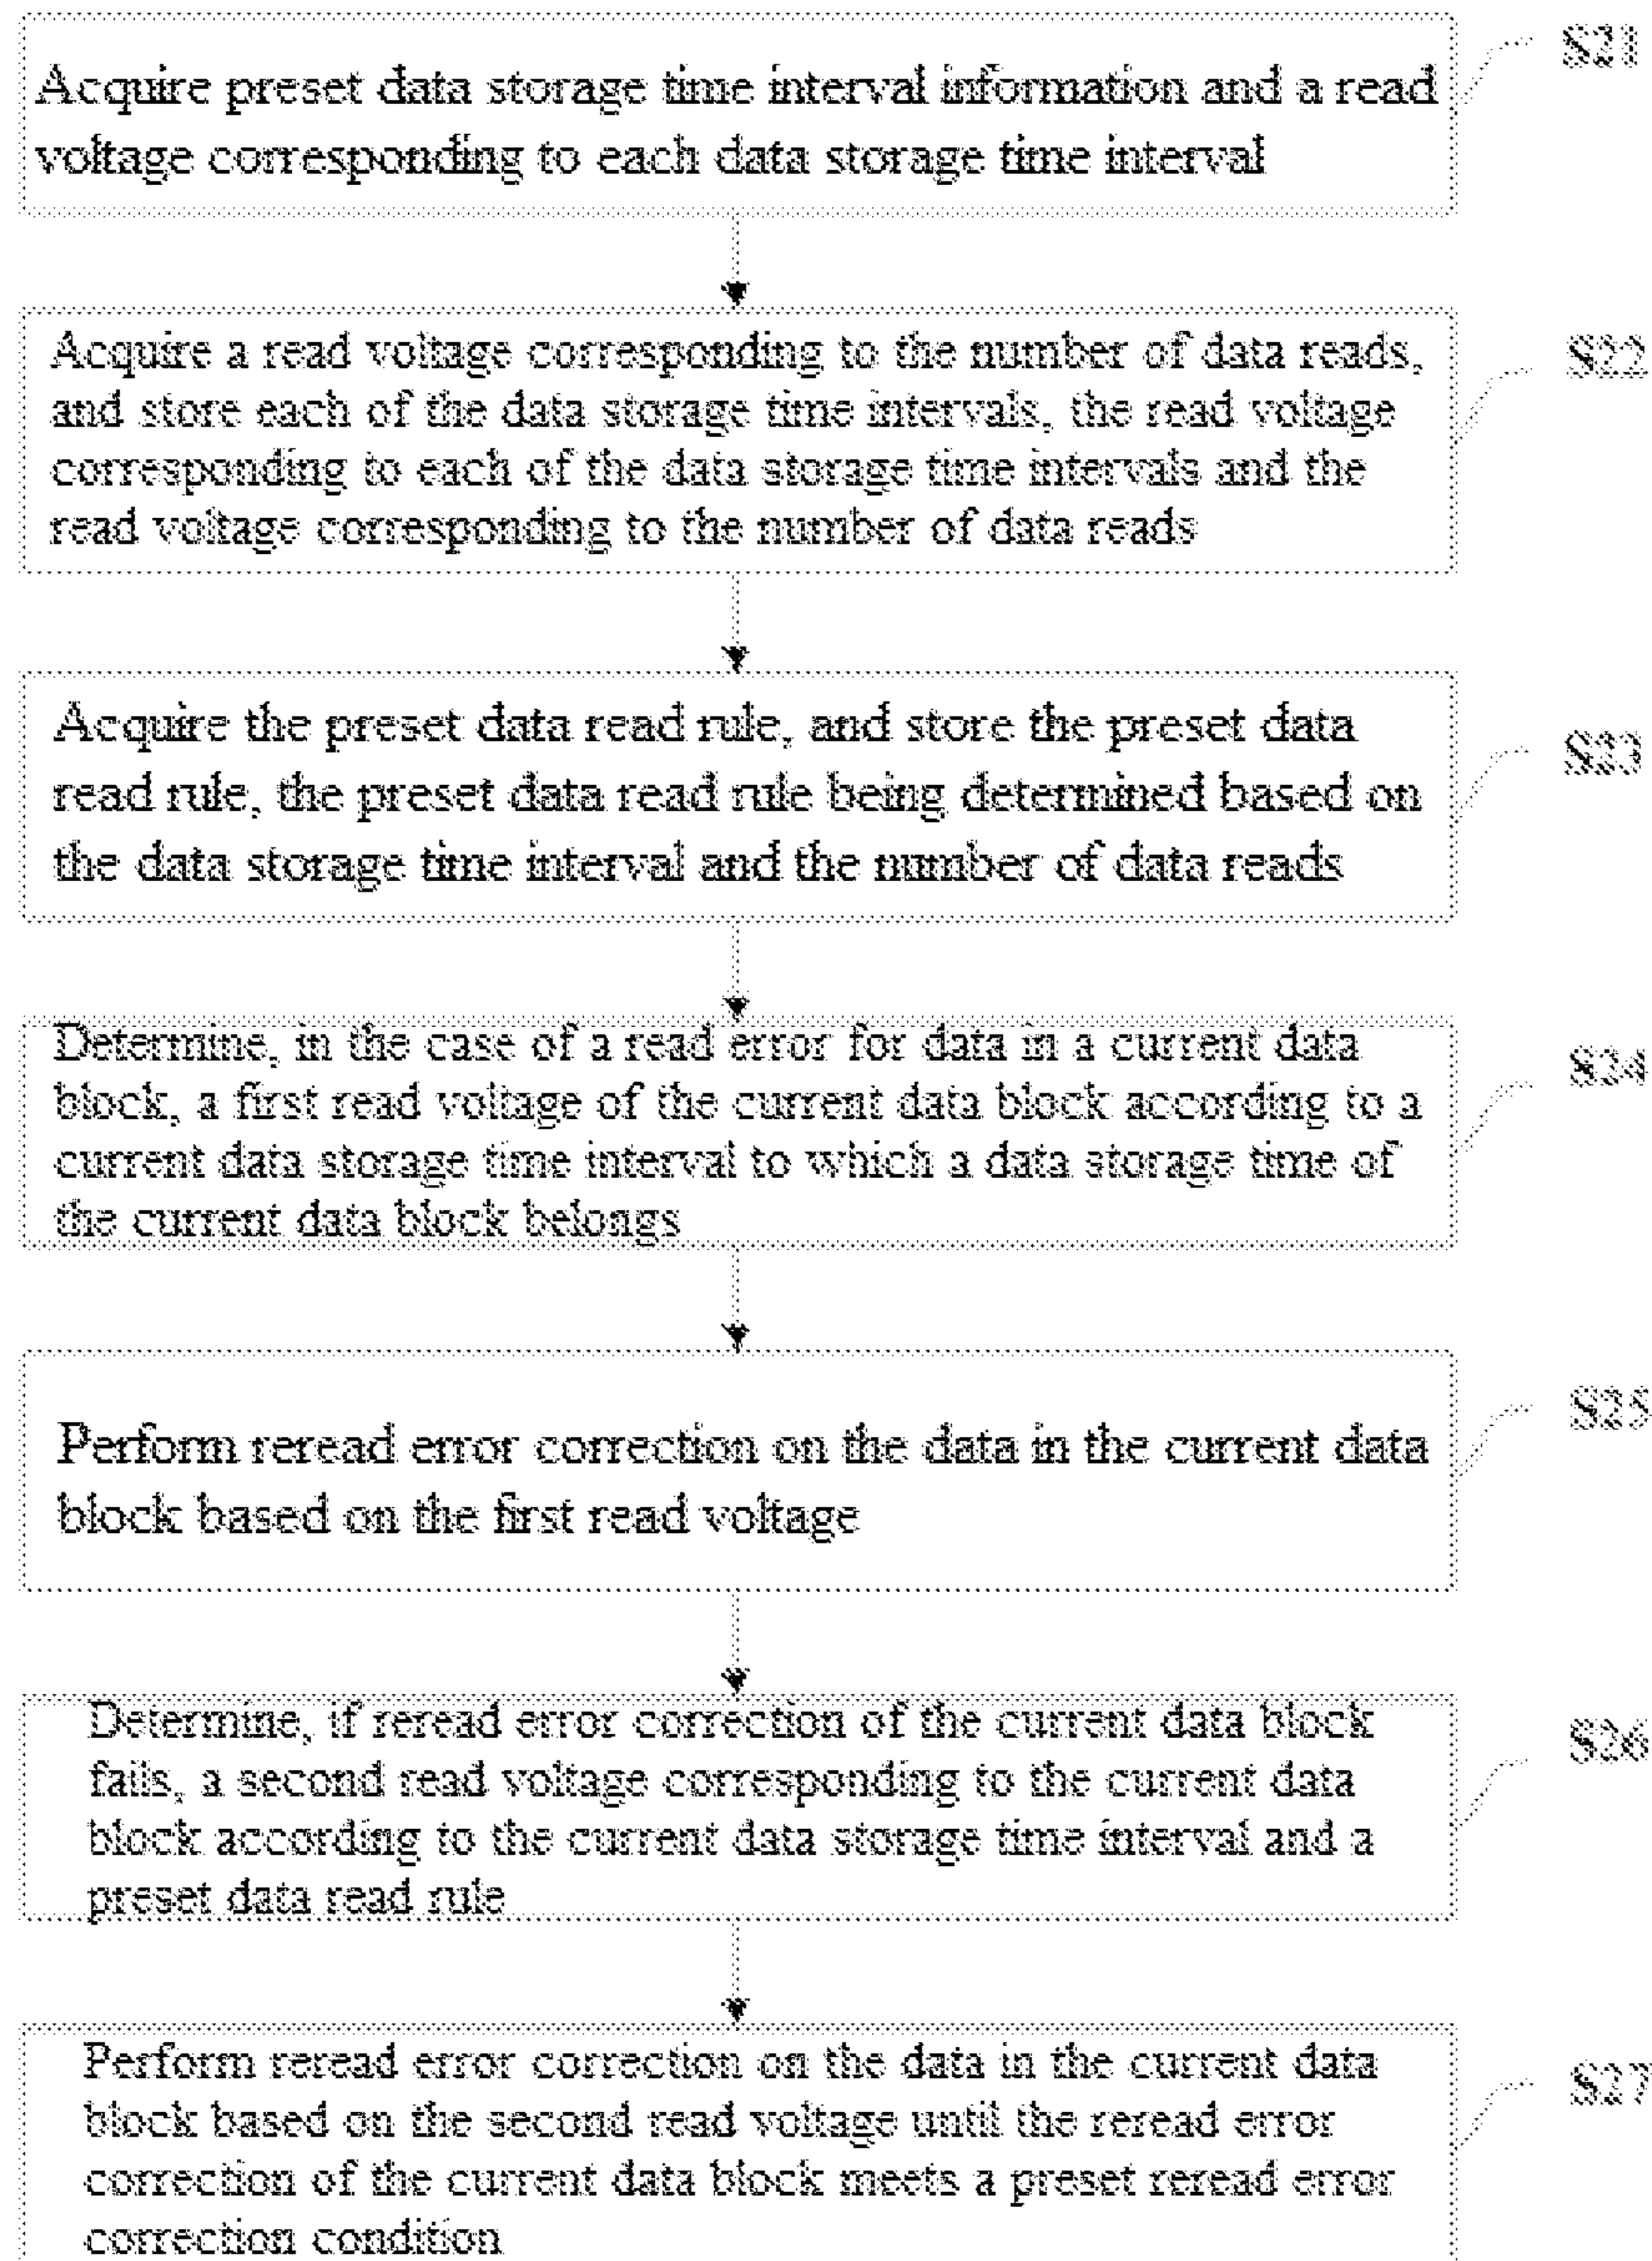 S21
Acquire preset data storage time interval information and a read
voltage corresponding to each data storage time interval
S22
Acquire a read voltage corresponding to the number of data reads,
and store each of the data storage time intervals, the read voltage
corresponding to each of the data storage time intervals and the
read voltage corresponding to the number of data reads
S23
Acquire the preset data read rule, and store the preset data
read rule, the preset data read rule being determined based on
the data storage time interval and the number of data reads
S24
Determine, in the case of a read error for data in a current data
block, a first read voltage of the current data block according to a
current data storage time interval to which a data storage time of
the current data block belongs
S25
Perform reread error correction on the data in the current data
block based on the first read voltage
S26
Determine, if reread error correction of the current data block
fails, a second read voltage corresponding to the current data
block according to the current data storage time interval and a
preset data read rule
S27
Perform reread error correction on the data in the current data
block based on the second read voltage until the reread error
correction of the current data block meets a preset reread error
correction condition